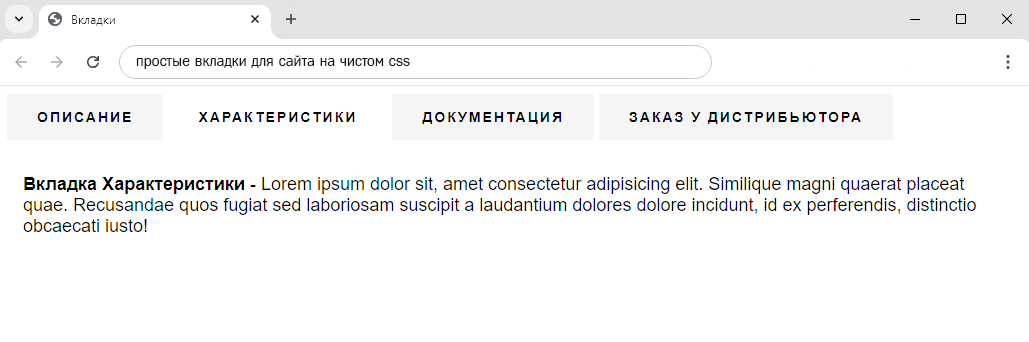 Вкладки
простые вкладки для сайта на чистом css
ОПИСАНИЕ ХАРАКТЕРИСТИКИ ДОКУМЕНТАЦИЯ ЗАКАЗ У ДИСТРИБЬЮТОРА
Вкладка Характеристики - Lorem ipsum dolor sit, amet consectetur adipisicing elit. Similique magni quaerat placeat
quae. Recusandae quos fugiat sed laboriosam suscipit a laudantium dolores dolore incidunt, id ex perferendis, distinctio
obcaecati iusto!